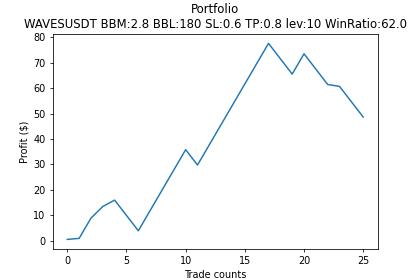 Portfolio
WAVESUSDT BBM:2.8 BBL:180 SL:0.6 TP:0.8 lev:10 WinRatio:62.0
80
70
60
50
40
30
20
10
0
Profit ($)
0 5 10 15 20 25
Trade counts